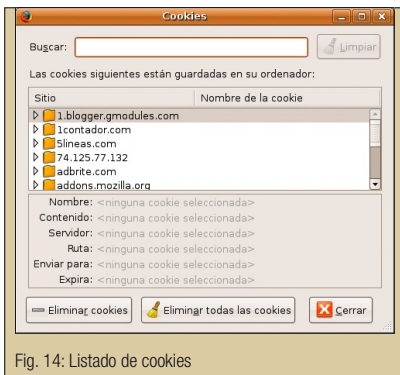 Cookies
Buscar:
Limpiar
Las cookies siguientes están guardadas en su ordenador:
Sitio Nombre de la cookie
1.blogger.gmodules.com
1contador.com
5lineas.com
74.125.77.132
adbrite.com
addons.mozilla.org
Nombre: <ninguna cookie seleccionada>
Contenido: <ninguna cookie seleccionada>
Servidor: <ninguna cookie seleccionada>
Ruta: <ninguna cookie seleccionada>
Enviar para: <ninguna cookie seleccionada>
Expira: <ninguna cookie seleccionada>
Eliminar cookies Eliminar todas las cookies Cerrar
Fig. 14: Listado de cookies